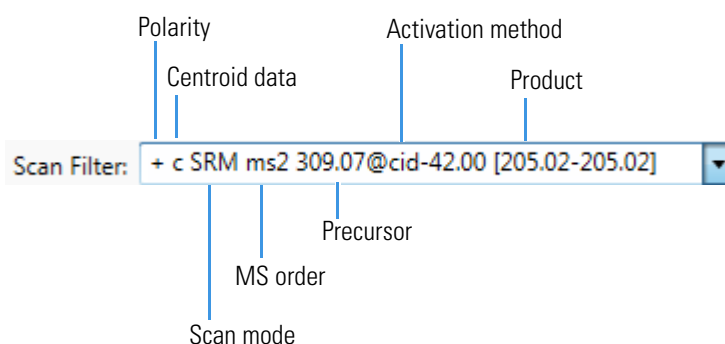 Polarity
Activation method
Centroid data
Product
Scan Filter: + c SRM ms2 309.07@cid-42.00 [205.02-205.02]
Precursor
MS order
Scan mode